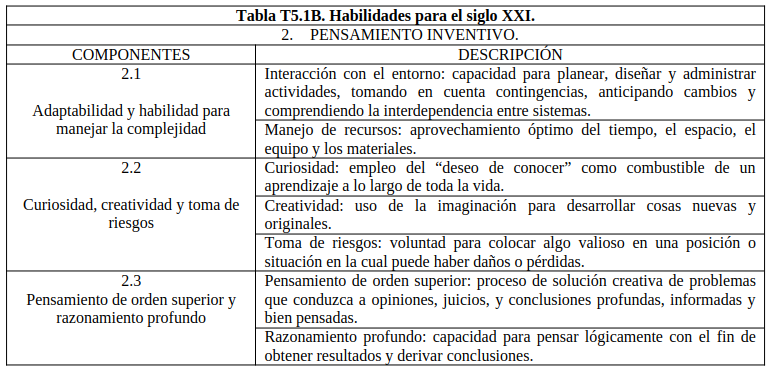 Tabla T5.1B. Habilidades para el siglo XXI.
2. PENSAMIENTO INVENTIVO.
COMPONENTES
DESCRIPCIÓN
2.1
Adaptabilidad y habilidad para
manejar la complejidad
Interacción con el entorno: capacidad para planear, diseñar y administrar
actividades, tomando en cuenta contingencias, anticipando cambios y
comprendiendo la interdependencia entre sistemas.
Manejo de recursos: aprovechamiento óptimo del tiempo, el espacio, el
equipo y los materiales.
2.2
Curiosidad, creatividad y toma de
riesgos
Curiosidad: empleo del “deseo de conocer” como combustible de un
aprendizaje a lo largo de toda la vida.
Creatividad: uso de la imaginación para desarrollar cosas nuevas y
originales.
Toma de riesgos: voluntad para colocar algo valioso en una posición o
situación en la cual puede haber daños o pérdidas.
2.3
Pensamiento de orden superior y
razonamiento profundo
Pensamiento de orden superior: proceso de solución creativa de problemas
que conduzca a opiniones, juicios, y conclusiones profundas, informadas y
bien pensadas.
Razonamiento profundo: capacidad para pensar lógicamente con el fin de
obtener resultados y derivar conclusiones.